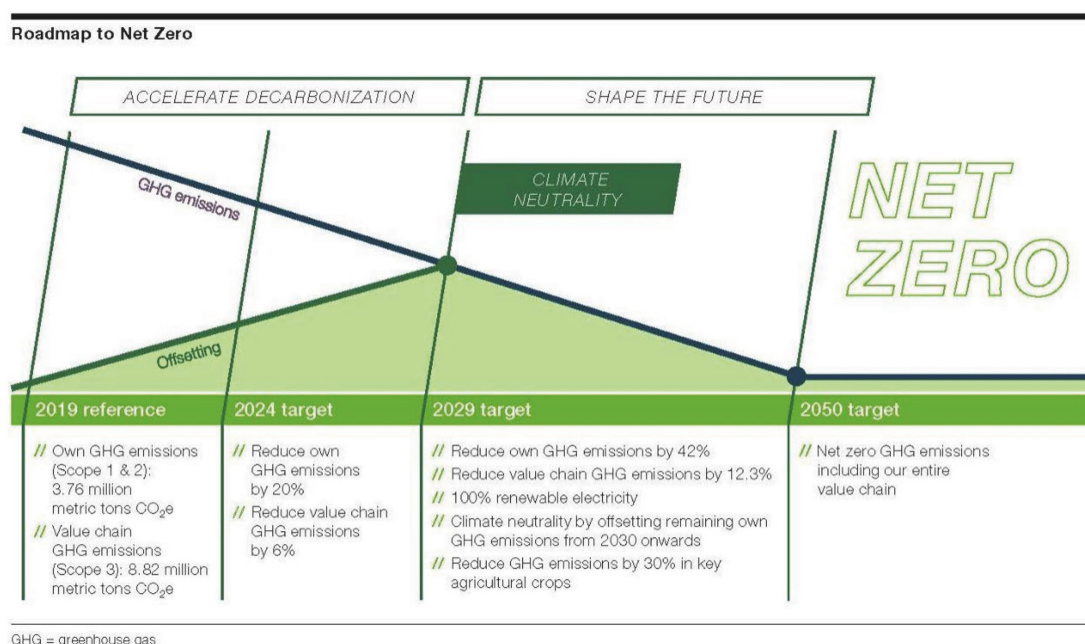 Roadmap to Net Zero
ACCELERATE DECARBONIZATION
SHAPE THE FUTURE
GHG emissions
CLIMATE
NEUTRALITY
NET
ZERO
Offsetting
2019 reference
// Own GHG emissions
(Scope 1 & 2):
3.76 million
metric tons CO₂e
// Value chain
GHG emissions
(Scope 3): 8.82 million
metric tons CO₂e
2024 target
// Reduce own
GHG emissions
by 20%
// Reduce value chain
GHG emissions
by 6%
2029 target
// Reduce own GHG emissions by 42%
// Reduce value chain GHG emissions by 12.3%
// 100% renewable electricity
// Climate neutrality by offsetting remaining own
GHG emissions from 2030 onwards
// Reduce GHG emissions by 30% in key
agricultural crops
2050 target
// Net zero GHG emissions
including our entire
value chain
GHG = greenhouse gas